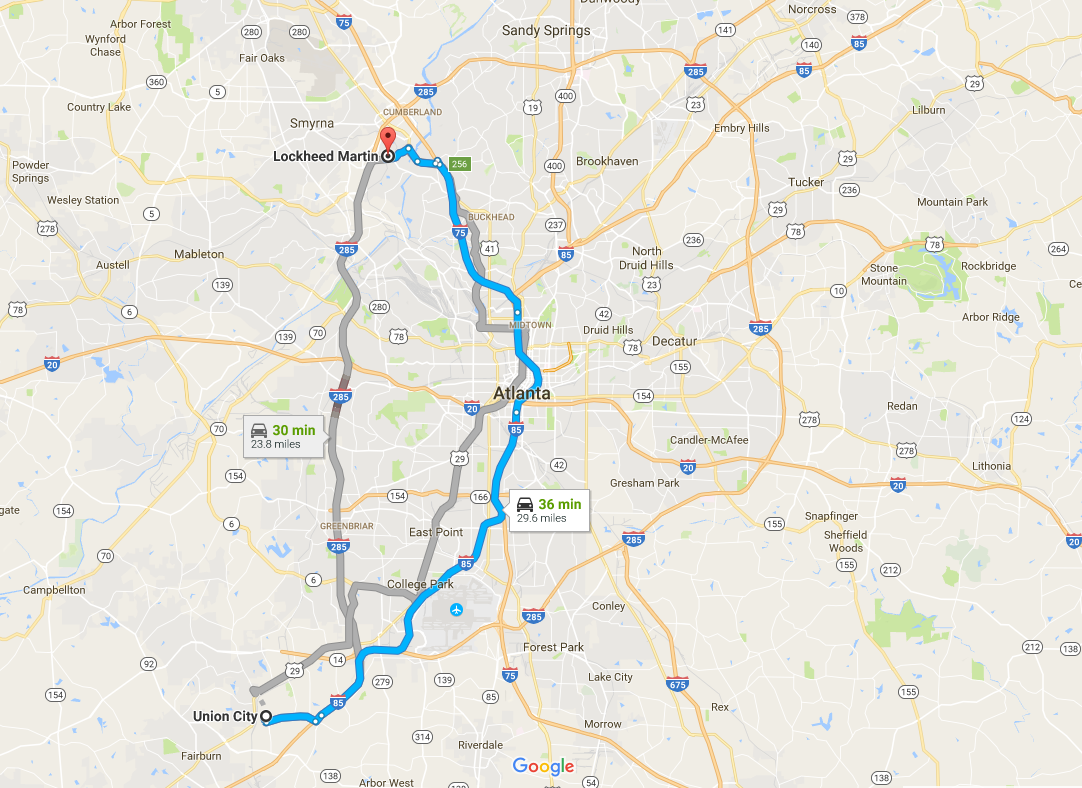 Dunwoody
Norcross
Arbor Forest
75
378
Sandy Springs
141
280
280
Wynford
Chase
85
140
Fair Oaks
285
85
360
5
285
400
29
Country Lake
23
19
Lilburn
CUMBERLAND
Smyrna
Embry Hills
Lockheed Martin
256
Brookhaven
400
29
Powder
Springs
Tucker
236
Wesley Station
Mountain Park
5
BUCKHEAD
29
278
237
75
78
236
285
41
85
78
264
Mableton
North
Druid Hills
Austell
Stone
Mountain
Rockbridge
139
23
10
Ce
78
6
280
42
Arbor Ridge
MIDTOWN
285
139
70
78
Druid Hills
78
Decatur
20
155
Atlanta
285
154
20
Redan
30 min
23.8 miles
70
85
278
124
Candler-McAfee
29
278
42
20
Lithonia
154
Gresham Park
20
154
166
36 min
29.6 miles
gate
154
Snapfinger
6
155
GREENBRIAR
East Point
Sheffield
Woods
285
285
20
70
85
155
212
6
College Park
Campbellton
Conley
285
Forest Park
212
138
92
14
29
75
Lake City
154
279
139
675
85
155
85
Rex
Union City
Morrow
314
Riverdale
Fairburn
Google
138
138
Arbor West
54